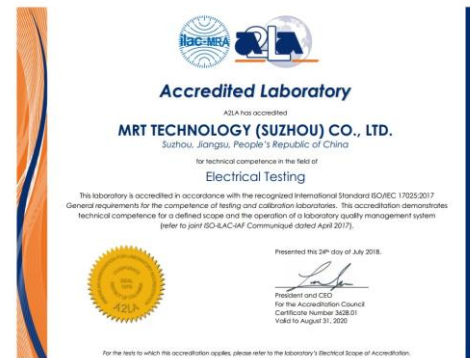 ilac-MRA
A2LA
Accredited Laboratory
A2LA has accredited
MRT TECHNOLOGY (SUZHOU) CO., LTD.
Suzhou, Jiangsu, People's Republic of China
for technical competence in the field of
Electrical Testing
This laboratory is accredited in accordance with the recognized International Standard ISO/IEC 17025:2017
General requirements for the competence of testing and calibration laboratories. This accreditation demonstrates
technical competence for a defined scope and the operation of a laboratory quality management system
(refer to joint ISO-ILAC-IAF Communiqué dated April 2017).
Presented this 24th day of July 2018.
President and CEO
For the Accreditation Council
Certificate Number 3628.01
Valid to August 31, 2020
SEAL
1978
A2LA
For the tests to which this accreditation applies, please refer to the laboratory's Electrical Scope of Accreditation.